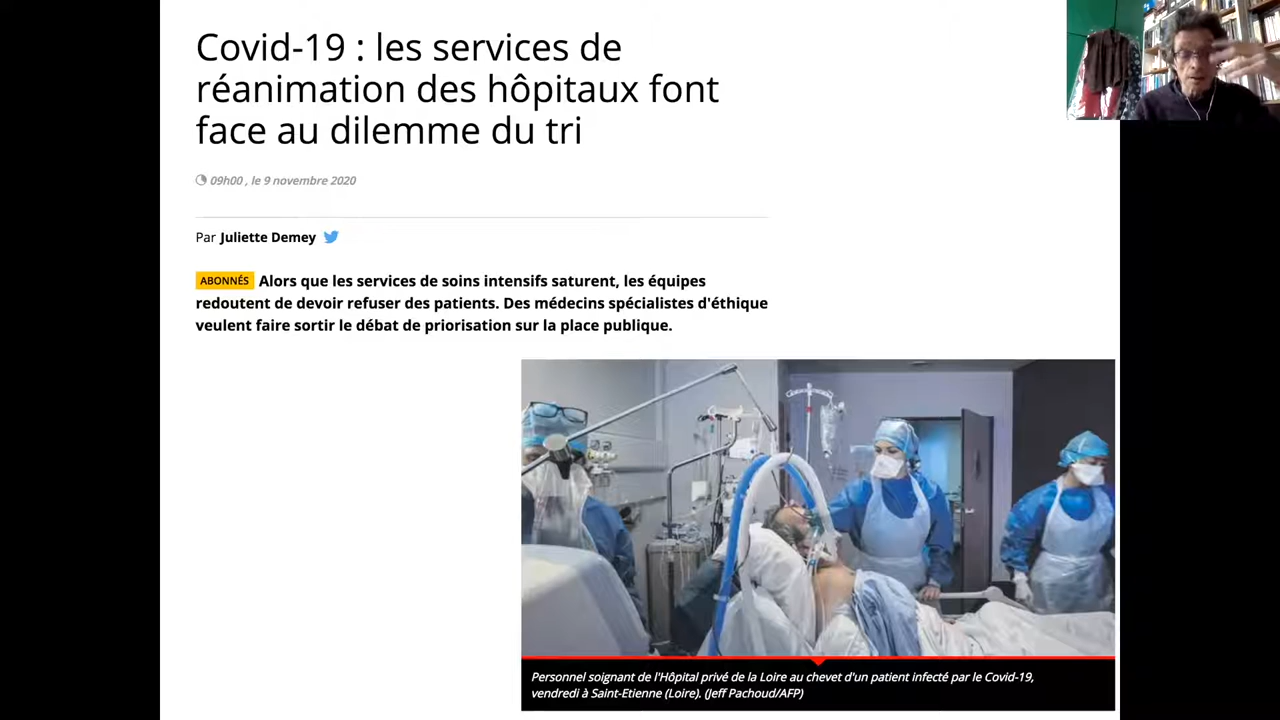 Covid-19 : les services de
réanimation des hôpitaux font
face au dilemme du tri
09h00 , le 9 novembre 2020
Par Juliette Demey
ABONNÉS Alors que les services de soins intensifs saturent, les équipes
redoutent de devoir refuser des patients. Des médecins spécialistes d'éthique
veulent faire sortir le débat de priorisation sur la place publique.
Personnel soignant de l'Hôpital privé de la Loire au chevet d'un patient infecté par le Covid-19,
vendredi à Saint-Etienne (Loire). (Jeff Pachoud/AFP)